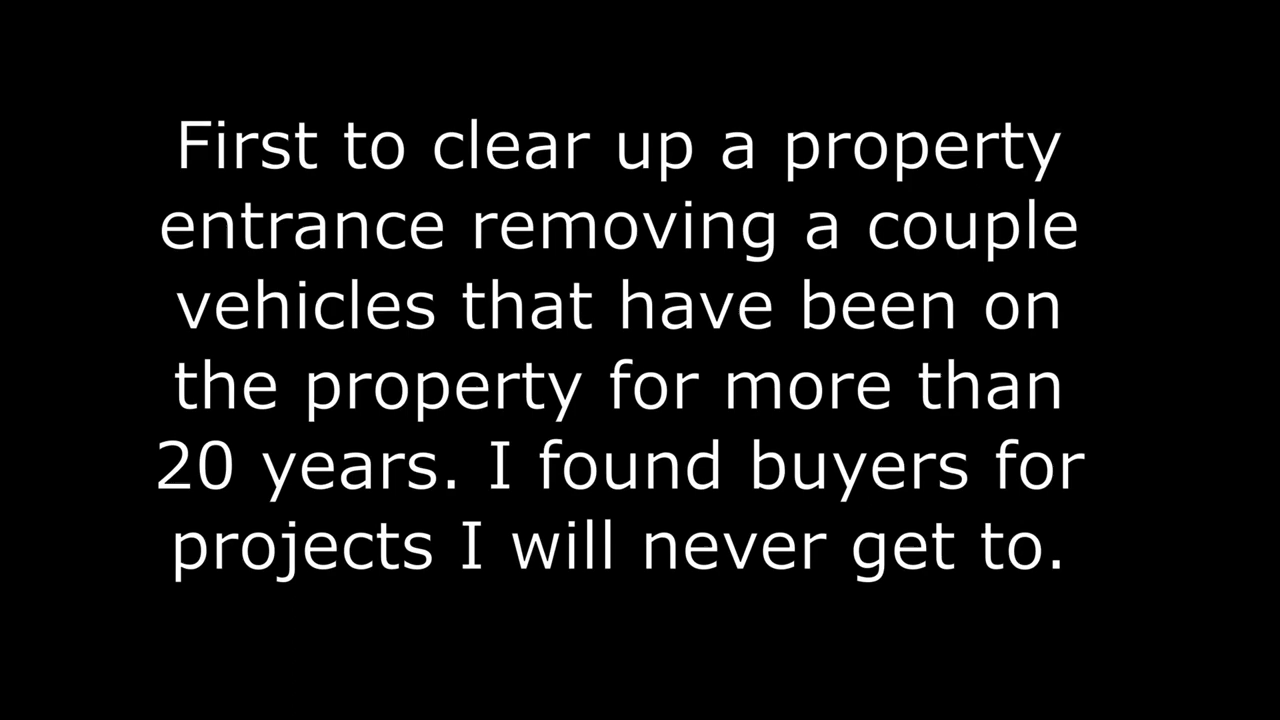 First to clear up a property
entrance removing a couple
vehicles that have been on
the property for more than
20 years. I found buyers for
projects I will never get to.